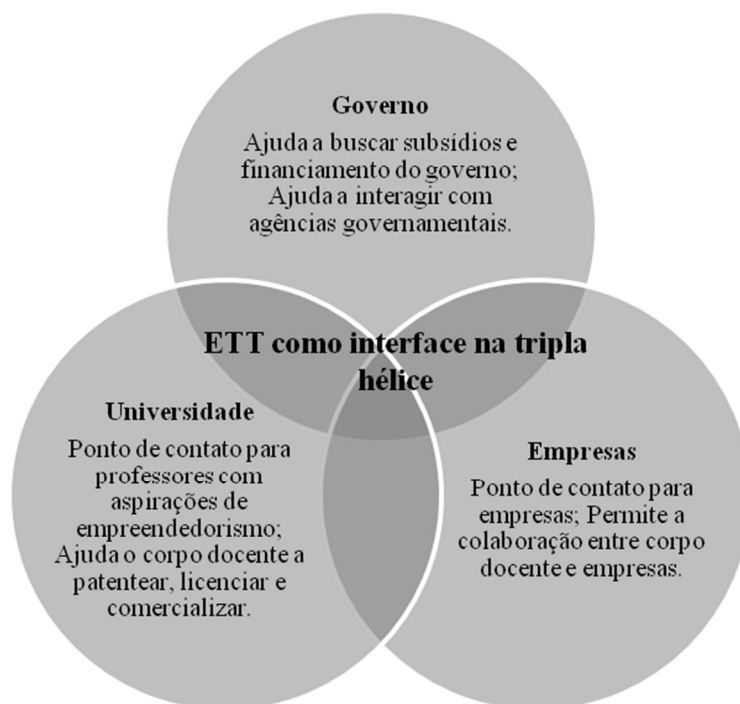 Governo
Ajuda a buscar subsídios e
financiamento do governo;
Ajuda a interagir com
agências governamentais.
ETT como interface na tripla
hélice
Universidade
Ponto de contato para
professores com
aspirações de
empreendedorismo;
Ajuda o corpo docente a
patentear, licenciar e
comercializar.
Empresas
Ponto de contato para
empresas; Permite a
colaboração entre corpo
docente e empresas.